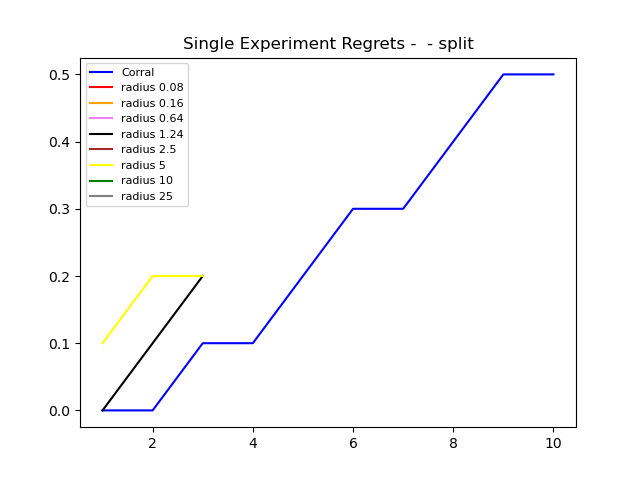 Single Experiment Regrets -  - split
Corral
radius 0.08
radius 0.16
radius 0.64
radius 1.24
radius 2.5
radius 5
radius 10
radius 25
0.5
0.4
0.3
0.2
0.1
0.0
2
4
6
8
10